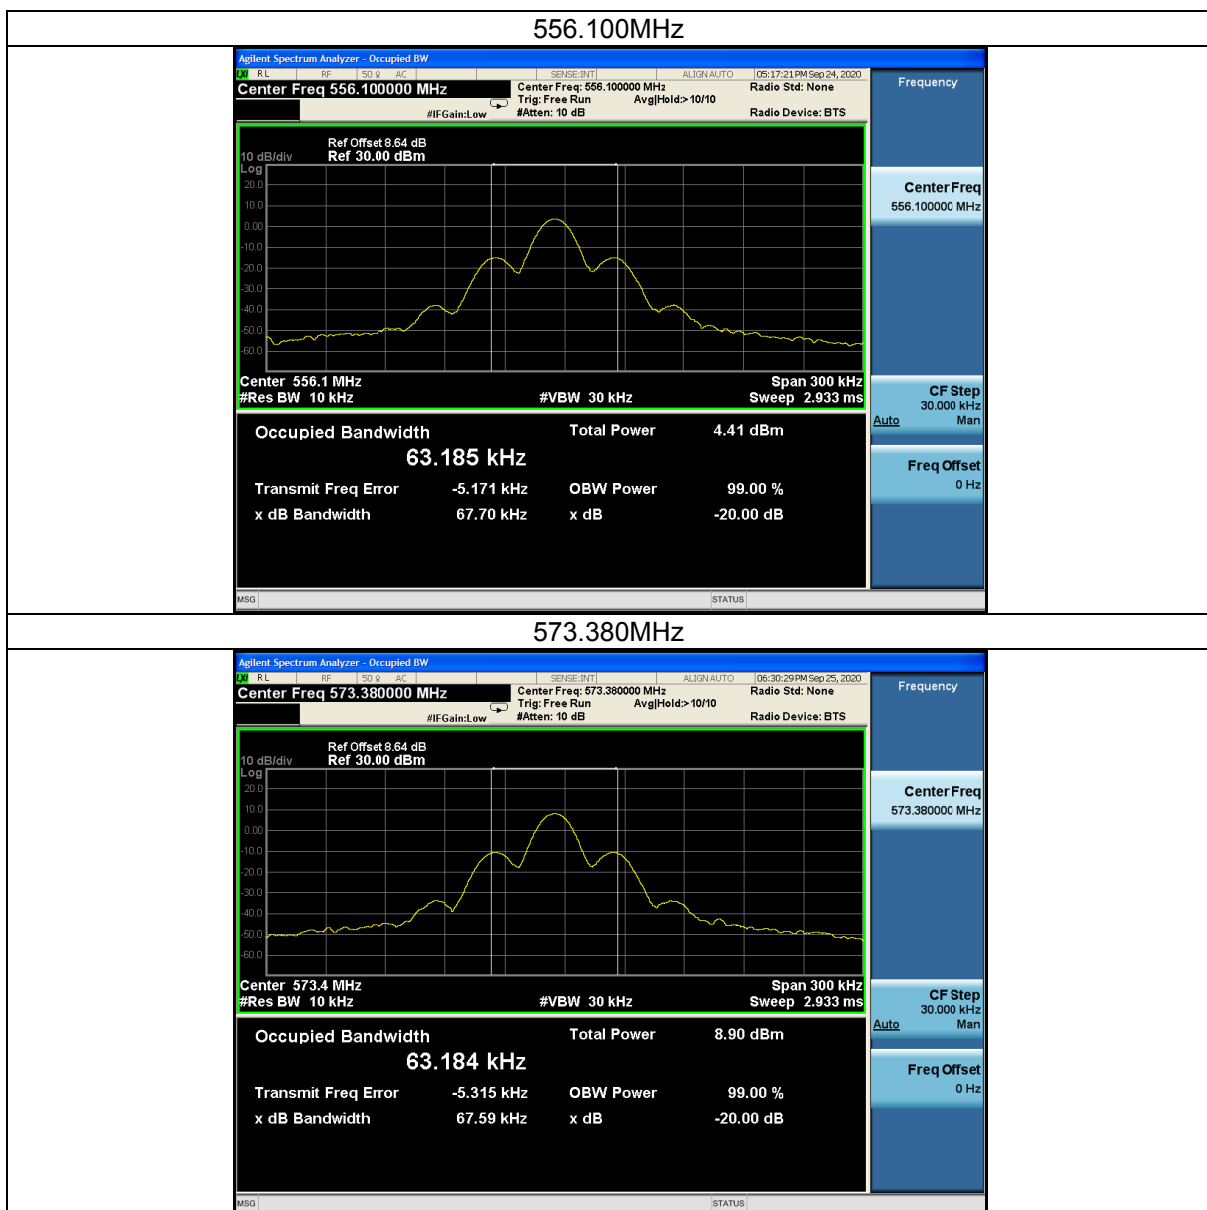 556.100MHz
Agilent Spectrum Analyzer - Occupied BW
LXI RL RF 50 Ω AC SENSE:INT ALIGN AUTO 05:17:21 PM Sep 24, 2020
Center Freq 556.100000 MHz
Center Freq: 556.100000 MHz Radio Std: None
Trig: Free Run Avg|Hold:>10/10
#IFGain:Low #Atten: 10 dB Radio Device: BTS
Frequency
Ref Offset 8.64 dB
10 dB/div Ref 30.00 dBm
Log
20.0
10.0
0.00
-10.0
-20.0
-30.0
-40.0
-50.0
-60.0
Center 556.1 MHz Span 300 kHz
#Res BW 10 kHz #VBW 30 kHz Sweep 2.933 ms
Center Freq
556.100000 MHz
CF Step
30.000 kHz
Auto Man
Freq Offset
0 Hz
Occupied Bandwidth Total Power 4.41 dBm
63.185 kHz
Transmit Freq Error -5.171 kHz OBW Power 99.00 %
x dB Bandwidth 67.70 kHz x dB -20.00 dB
MSG STATUS
573.380MHz
Agilent Spectrum Analyzer - Occupied BW
LXI RL RF 50 Ω AC SENSE:INT ALIGN AUTO 06:30:29 PM Sep 25, 2020
Center Freq 573.380000 MHz
Center Freq: 573.380000 MHz Radio Std: None
Trig: Free Run Avg|Hold:>10/10
#IFGain:Low #Atten: 10 dB Radio Device: BTS
Frequency
Ref Offset 8.64 dB
10 dB/div Ref 30.00 dBm
Log
20.0
10.0
0.00
-10.0
-20.0
-30.0
-40.0
-50.0
-60.0
Center 573.4 MHz Span 300 kHz
#Res BW 10 kHz #VBW 30 kHz Sweep 2.933 ms
Center Freq
573.380000 MHz
CF Step
30.000 kHz
Auto Man
Freq Offset
0 Hz
Occupied Bandwidth Total Power 8.90 dBm
63.184 kHz
Transmit Freq Error -5.315 kHz OBW Power 99.00 %
x dB Bandwidth 67.59 kHz x dB -20.00 dB
MSG STATUS